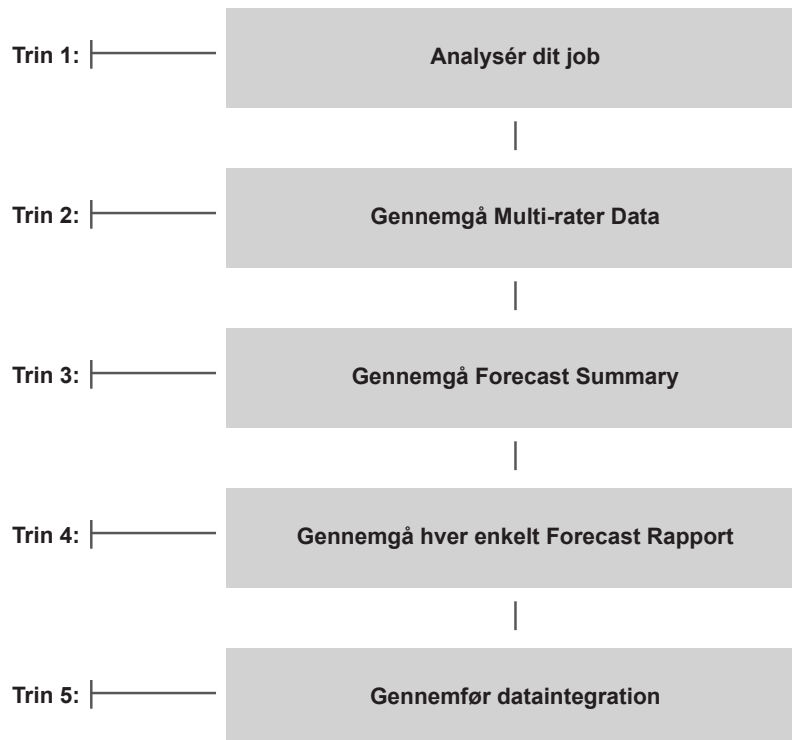 Trin 1: Analysér dit job
Trin 2: Gennemgå Multi-rater Data
Trin 3: Gennemgå Forecast Summary
Trin 4: Gennemgå hver enkelt Forecast Rapport
Trin 5: Gennemfør dataintegration